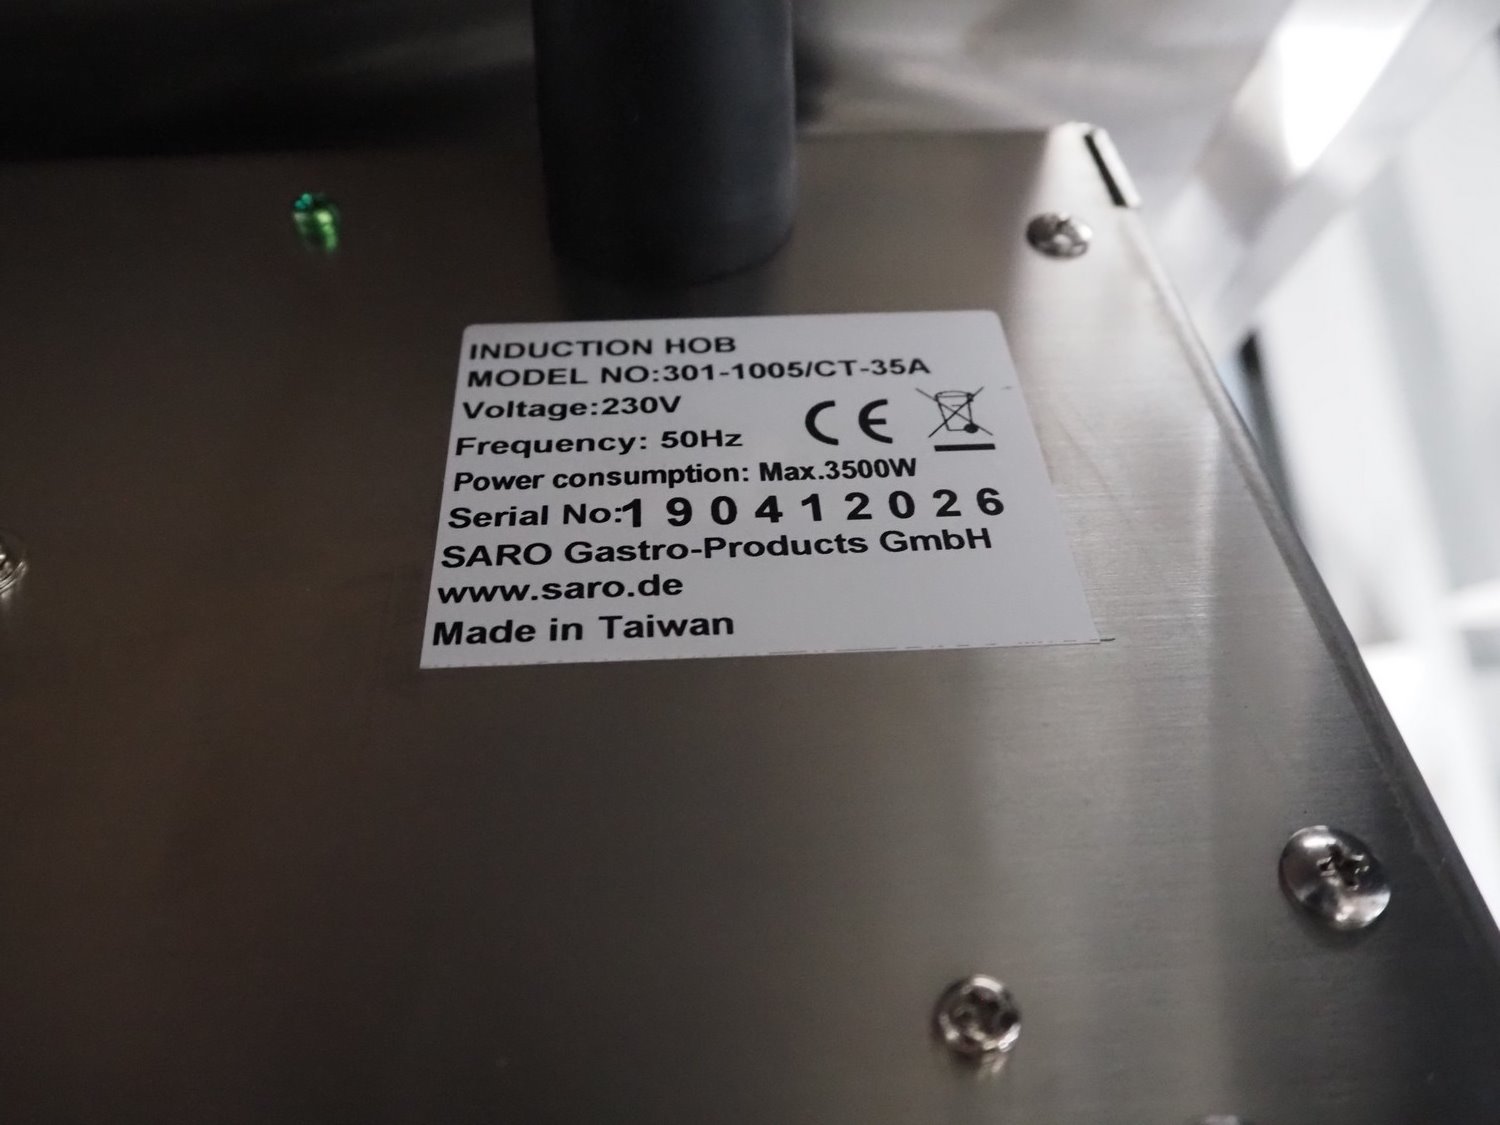 INDUCTION HOB
MODEL NO:301-1005/CT-35A
Voltage:230V
CE
Frequency: 50Hz
Power consumption: Max.3500W
Serial No:190412026
SARO Gastro-Products GmbH
www.saro.de
Made in Taiwan